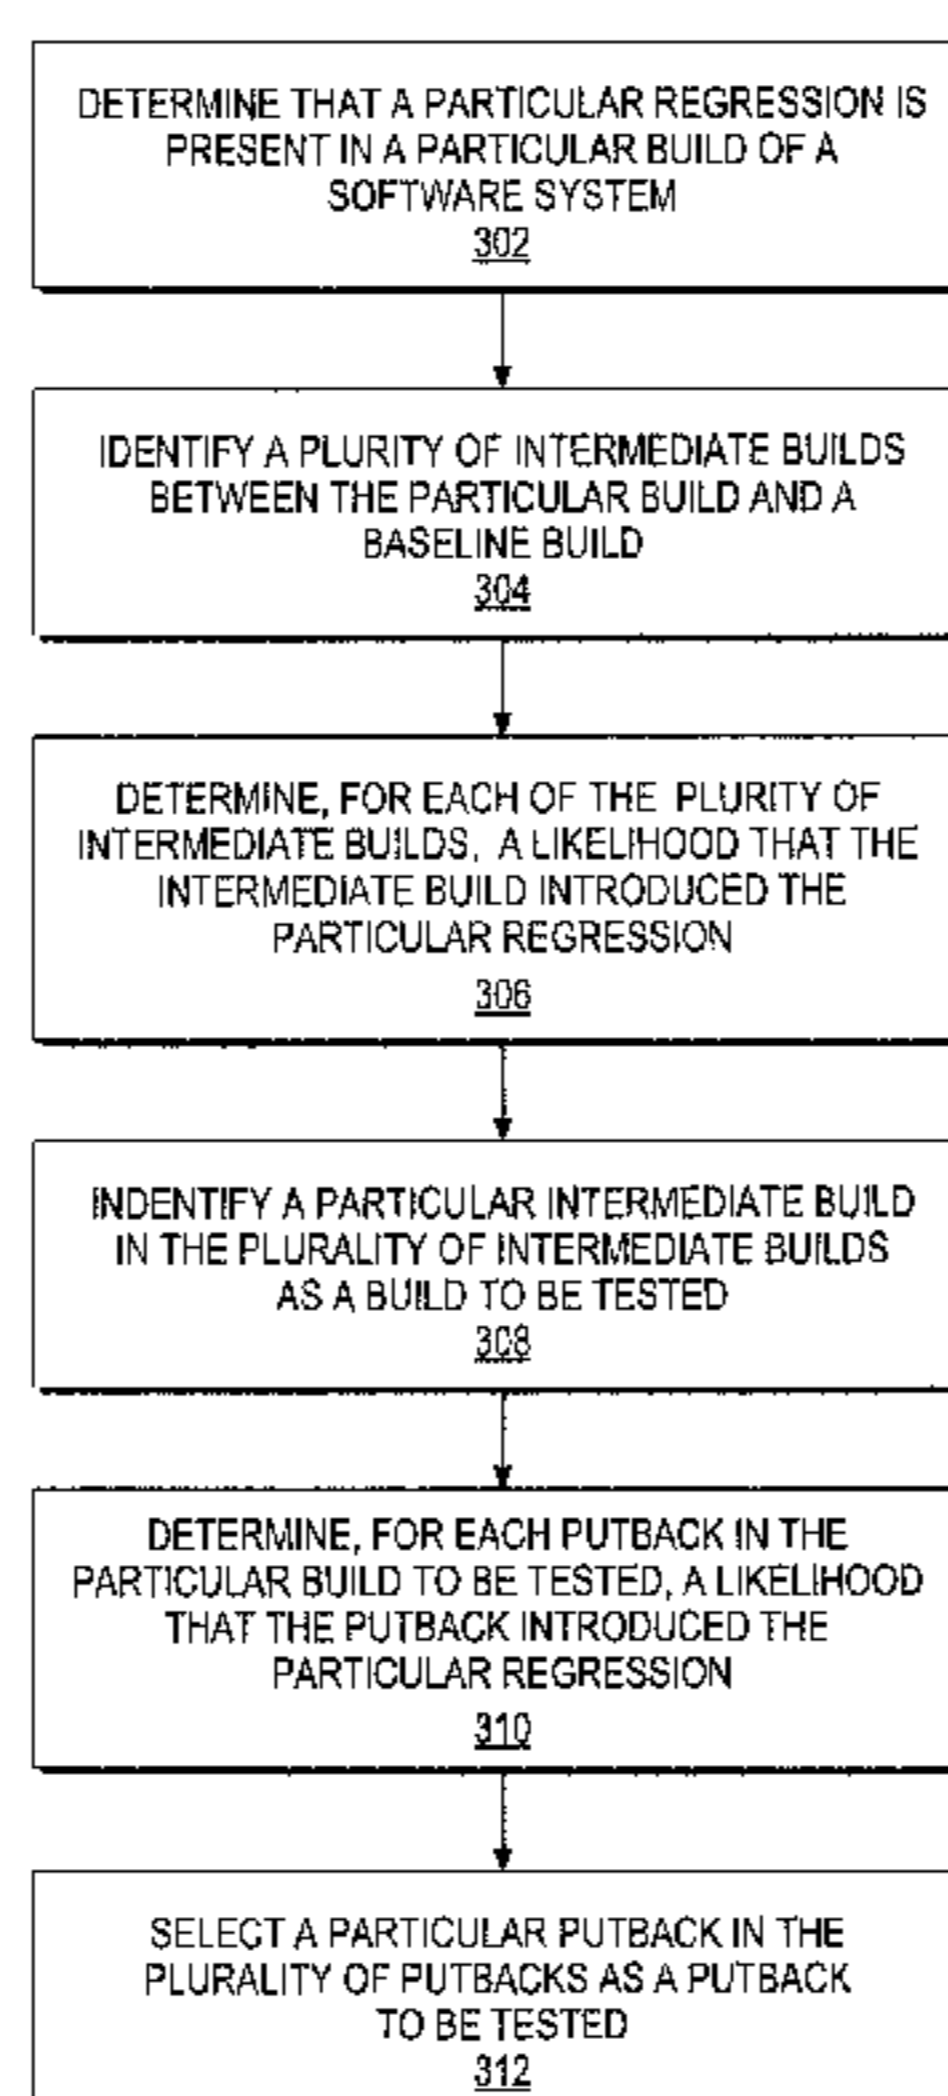 DETERMINE THAT A PARTICULAR REGRESSION IS
PRESENT IN A PARTICULAR BUILD OF A
SOFTWARE SYSTEM
302
IDENTIFY A PLURITY OF INTERMEDIATE BUILDS
BETWEEN THE PARTICULAR BUILD AND A
BASELINE BUILD
304
DETERMINE, FOR EACH OF THE PLURITY OF
INTERMEDIATE BUILDS, A LIKELIHOOD THAT THE
INTERMEDIATE BUILD INTRODUCED THE
PARTICULAR REGRESSION
306
INDENTIFY A PARTICULAR INTERMEDIATE BUILD
IN THE PLURALITY OF INTERMEDIATE BUILDS
AS A BUILD TO BE TESTED
308
DETERMINE, FOR EACH PUTBACK IN THE
PARTICULAR BUILD TO BE TESTED, A LIKELIHOOD
THAT THE PUTBACK INTRODUCED THE
PARTICULAR REGRESSION
310
SELECT A PARTICULAR PUTBACK IN THE
PLURALITY OF PUTBACKS AS A PUTBACK
TO BE TESTED
312